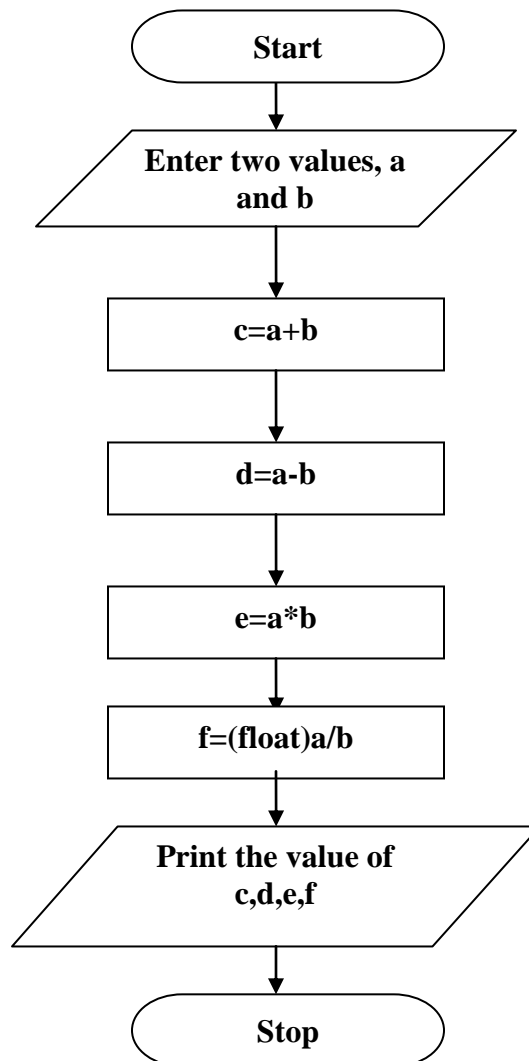 Start
Enter two values, a
and b
c=a+b
d=a-b
e=a*b
f=(float)a/b
Print the value of
c,d,e,f
Stop